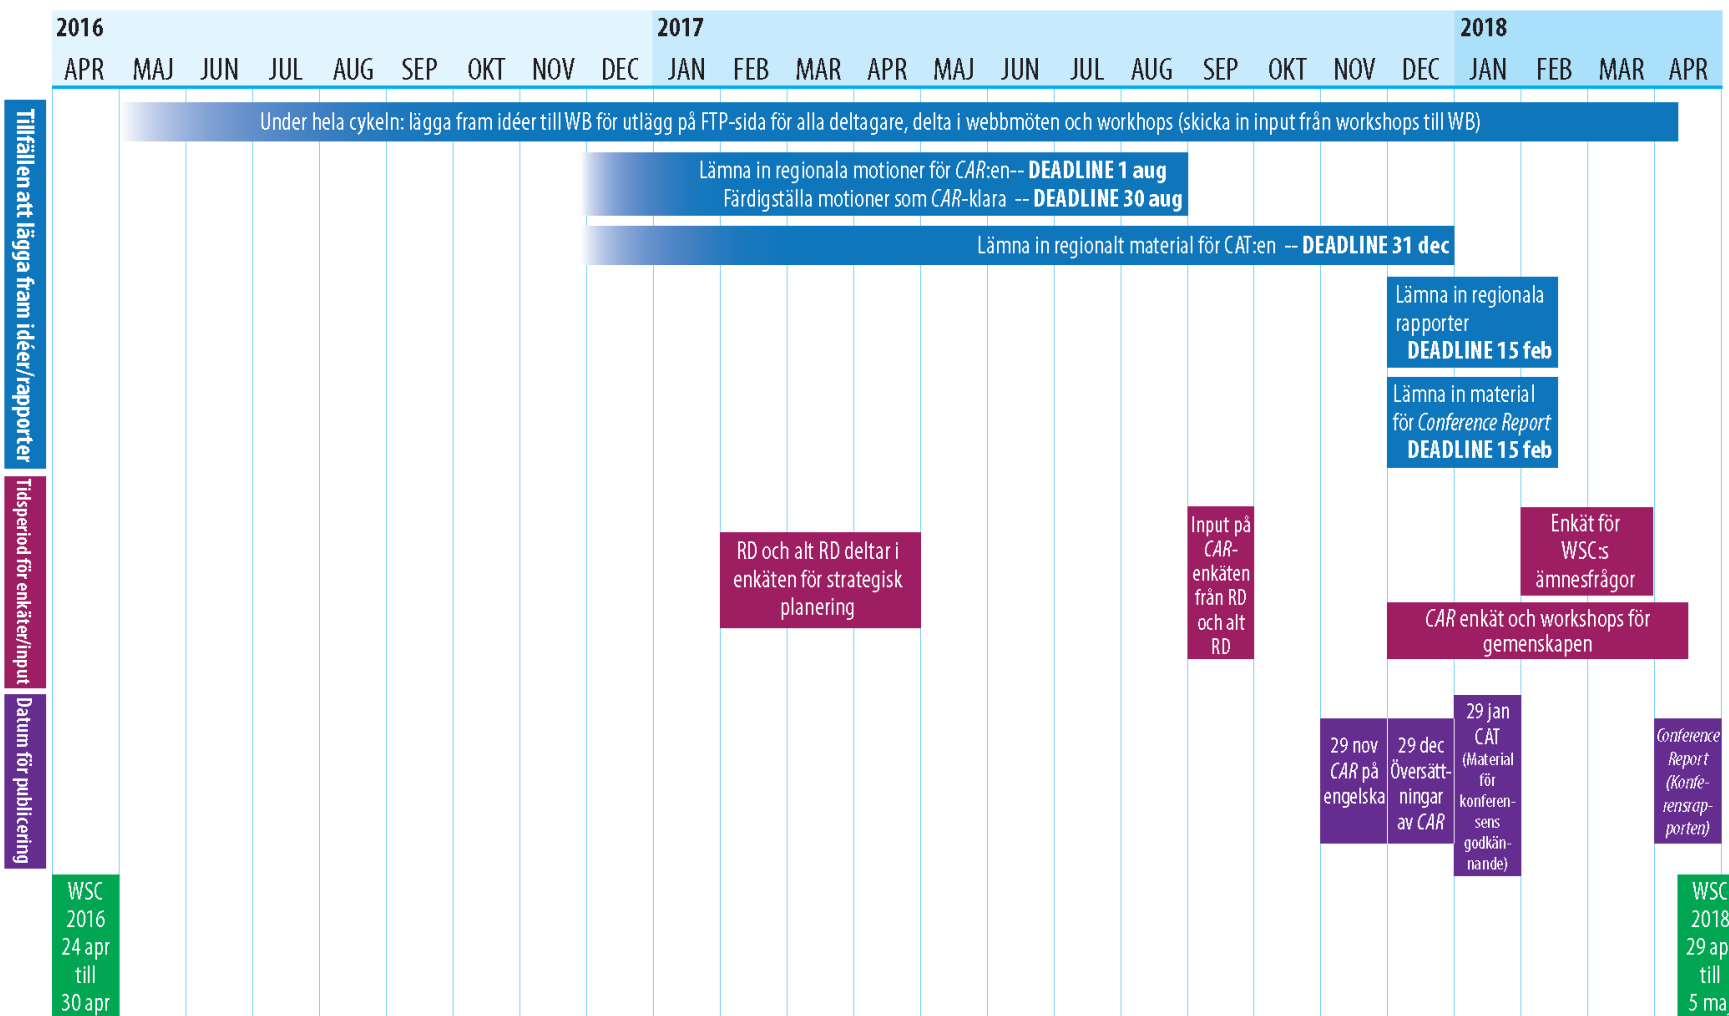 2016 2017 2018
APR MAJ JUN JUL AUG SEP OKT NOV DEC JAN FEB MAR APR MAJ JUN JUL AUG SEP OKT NOV DEC JAN FEB MAR APR
Tillfällen att lägga fram idéer/rapporter
Under hela cykeln: lägga fram idéer till WB för utlägg på FTP-sida för alla deltagare, delta i webbmöten och workhops (skicka in input från workshops till WB)
Lämna in regionala motioner för CAR:en-- DEADLINE 1 aug
Färdigställa motioner som CAR-klara -- DEADLINE 30 aug
Lämna in regionalt material för CAT:en -- DEADLINE 31 dec
Lämna in regionala
rapporter
DEADLINE 15 feb
Lämna in material
för Conference Report
DEADLINE 15 feb
Tidsperiod för enkäter/input
RD och alt RD deltar i
enkäten för strategisk
planering
Input på
CAR-
enkäten
från RD
och alt
RD
Enkät för
WSC:s
ämnesfrågor
CAR enkät och workshops för
gemenskapen
Datum för publicering
29 nov
CAR på
engelska
29 dec
Översätt-
ningar
av CAR
29 jan
CAT
(Material
för
konferen-
sens
godkän-
nande)
Conference
Report
(Konfe-
rensrap-
porten)
WSC
2016
24 apr
till
30 apr
WSC
2018
29 ap
till
5 ma